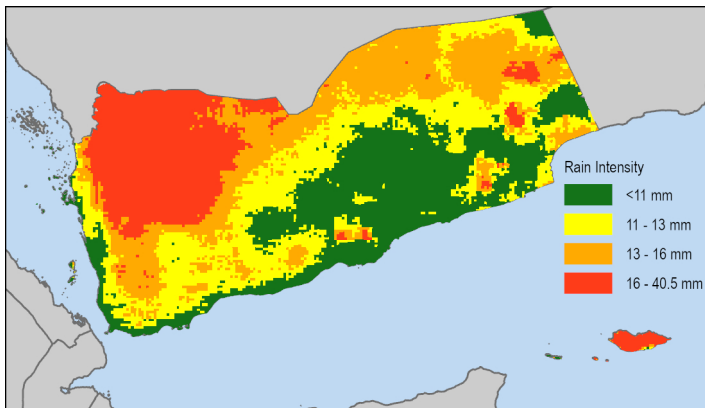 Rain Intensity
<11 mm
11 - 13 mm
13 - 16 mm
16 - 40.5 mm